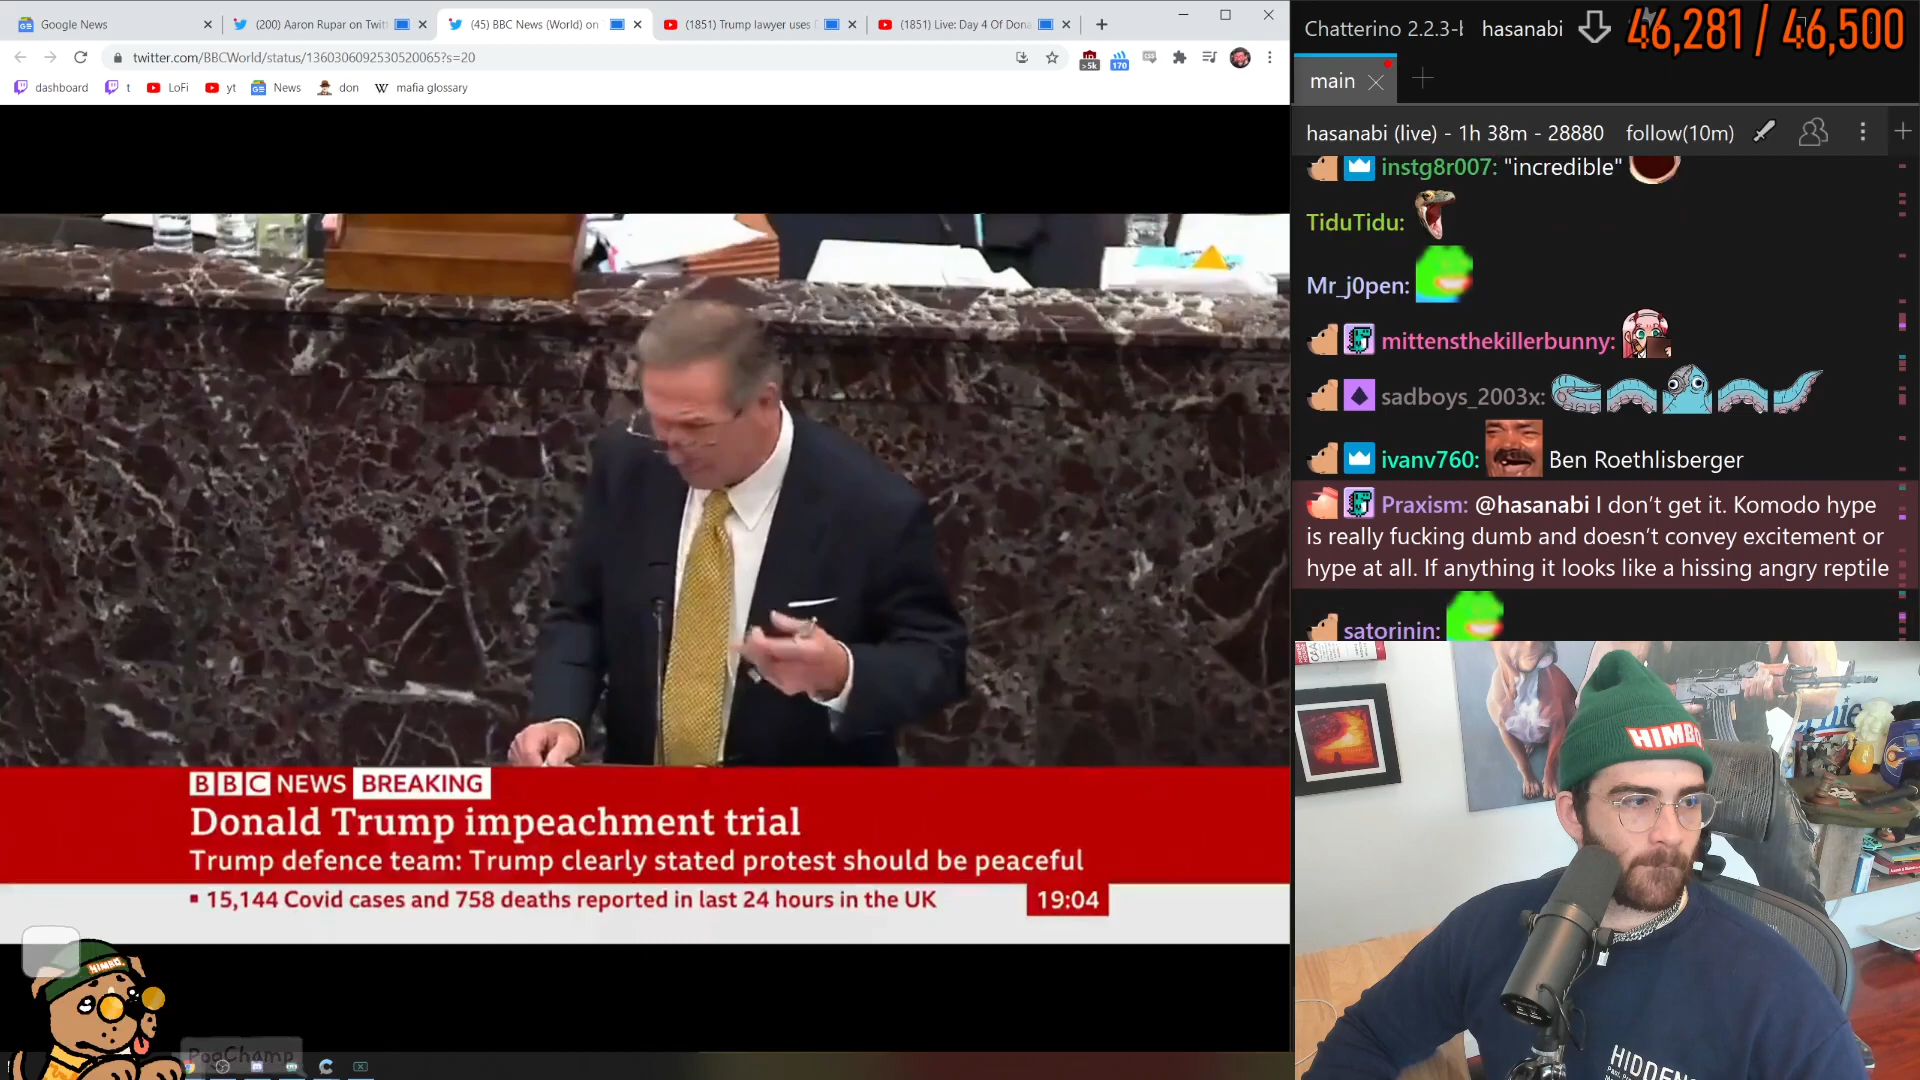 Google News
(200) Aaron Rupar on Twitt
(45) BBC News (World) on
(1851) Trump lawyer uses
(1851) Live: Day 4 Of Dona
twitter.com/BBCWorld/status/1360306092530520065?s=20
>5k
170
dashboard
t
LoFi
yt
News
don
W mafia glossary
BBC NEWS BREAKING
Donald Trump impeachment trial
Trump defence team: Trump clearly stated protest should be peaceful
15,144 Covid cases and 758 deaths reported in last 24 hours in the UK
19:04
HIMBO.
PogChamp
Chatterino 2.2.3-b
hasanabi
46,281 / 46,500
main
hasanabi (live) - 1h 38m - 28880
follow(10m)
instg8r007: "incredible"
TiduTidu:
Mr_j0pen:
mittensthekillerbunny:
sadboys_2003x:
ivanv760: Ben Roethlisberger
Praxism: @hasanabi I don't get it. Komodo hype
is really fucking dumb and doesn't convey excitement or
hype at all. If anything it looks like a hissing angry reptile
satorinin:
HIMBO
HIDDEN